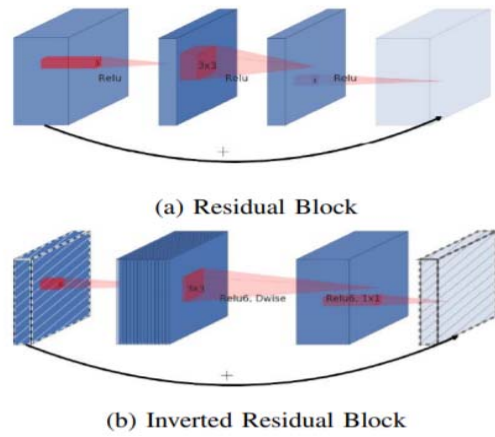 Relu 3x3 Relu Relu
+
(a) Residual Block
3x3 Relu6, Dwise Relu6, 1x1
+
(b) Inverted Residual Block